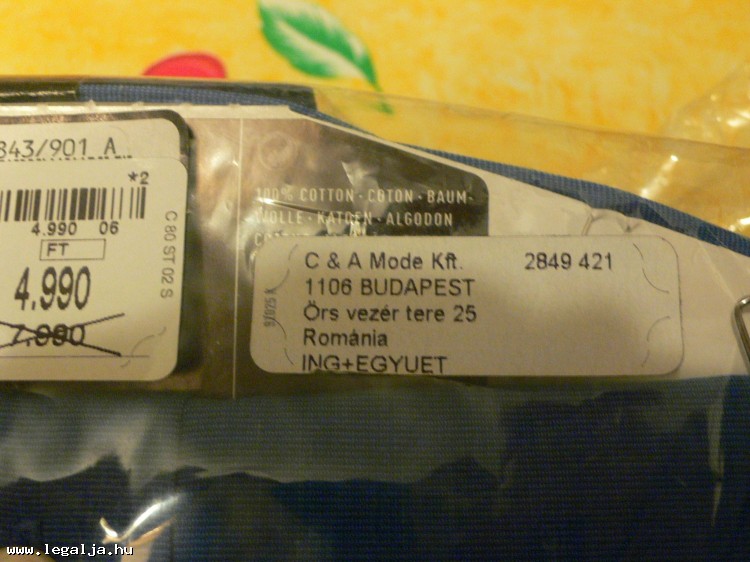 843/901 A
*2
4.990 06
FT
4.990
7.990
C 80 ST 02 S
100% COTTON · COTON · BAUM-
WOLLE · KATOEN · ALGODON
C & A Mode Kft. 2849 421
1106 BUDAPEST
Örs vezér tere 25
Románia
ING+EGYUET
www.legalja.hu